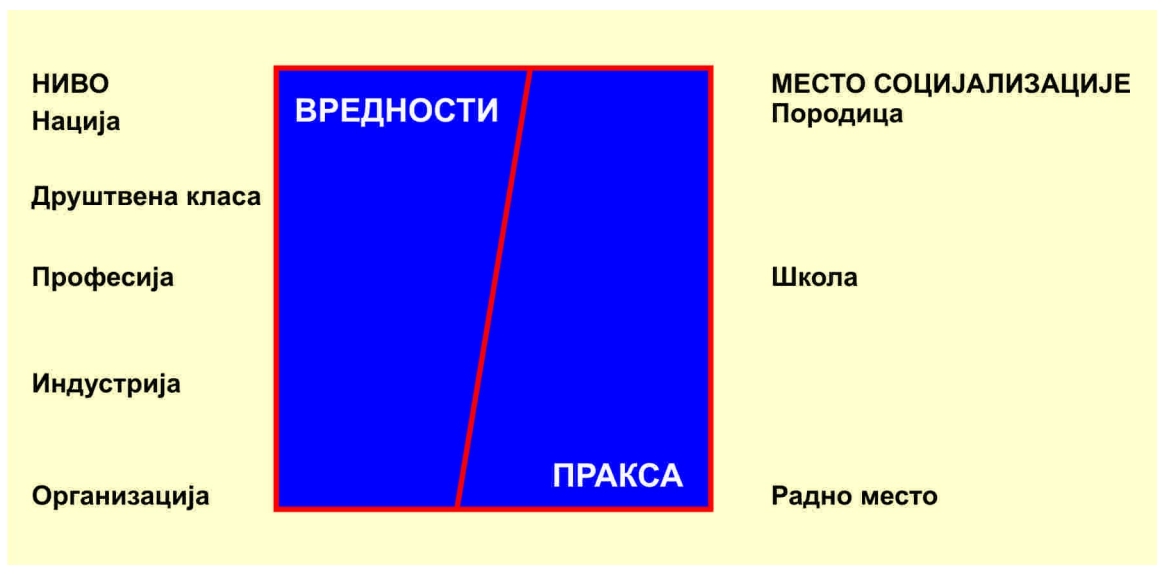 НИВО
Нација
Друштвена класа
Професија
Индустрија
Организација
ВРЕДНОСТИ
ПРАКСА
МЕСТО СОЦИЈАЛИЗАЦИЈЕ
Породица
Школа
Радно место